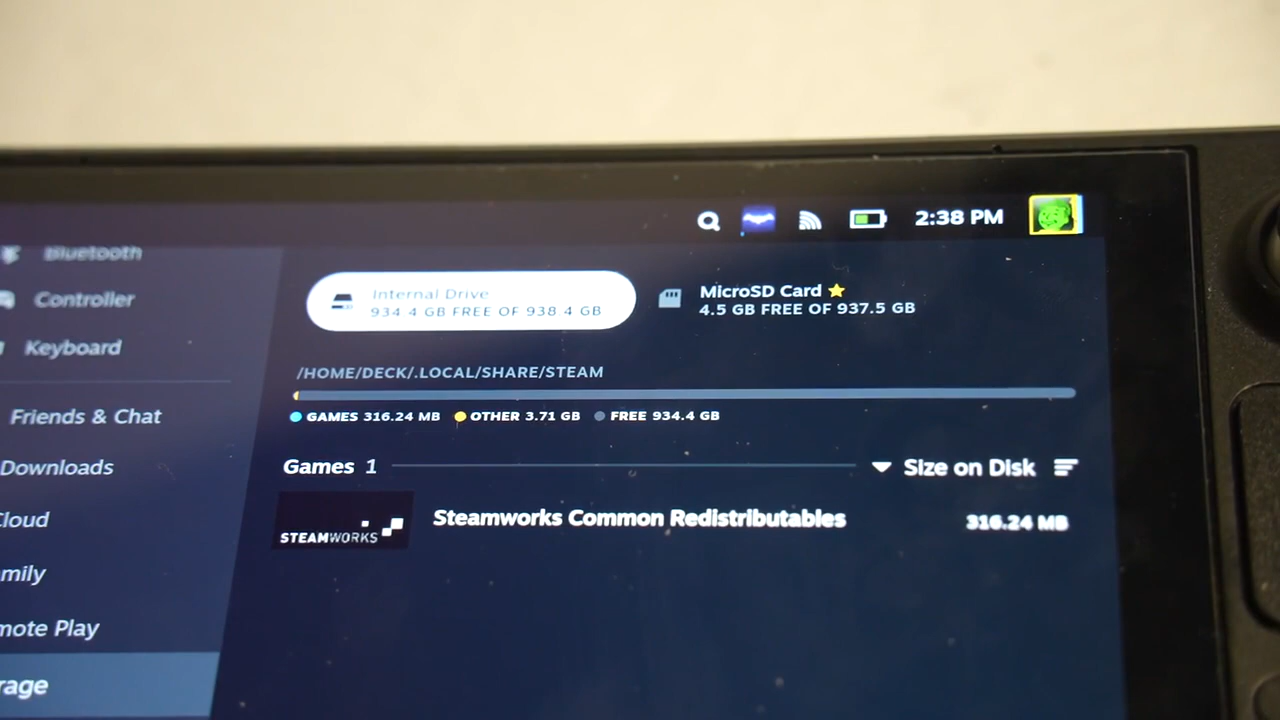 2:38 PM
Bluetooth
Controller
Keyboard
Friends & Chat
Downloads
Cloud
mily
mote Play
rage
Internal Drive
934.4 GB FREE OF 938.4 GB
MicroSD Card
4.5 GB FREE OF 937.5 GB
/HOME/DECK/.LOCAL/SHARE/STEAM
GAMES 316.24 MB OTHER 3.71 GB FREE 934.4 GB
Games 1 Size on Disk
STEAMWORKS
Steamworks Common Redistributables 316.24 MB